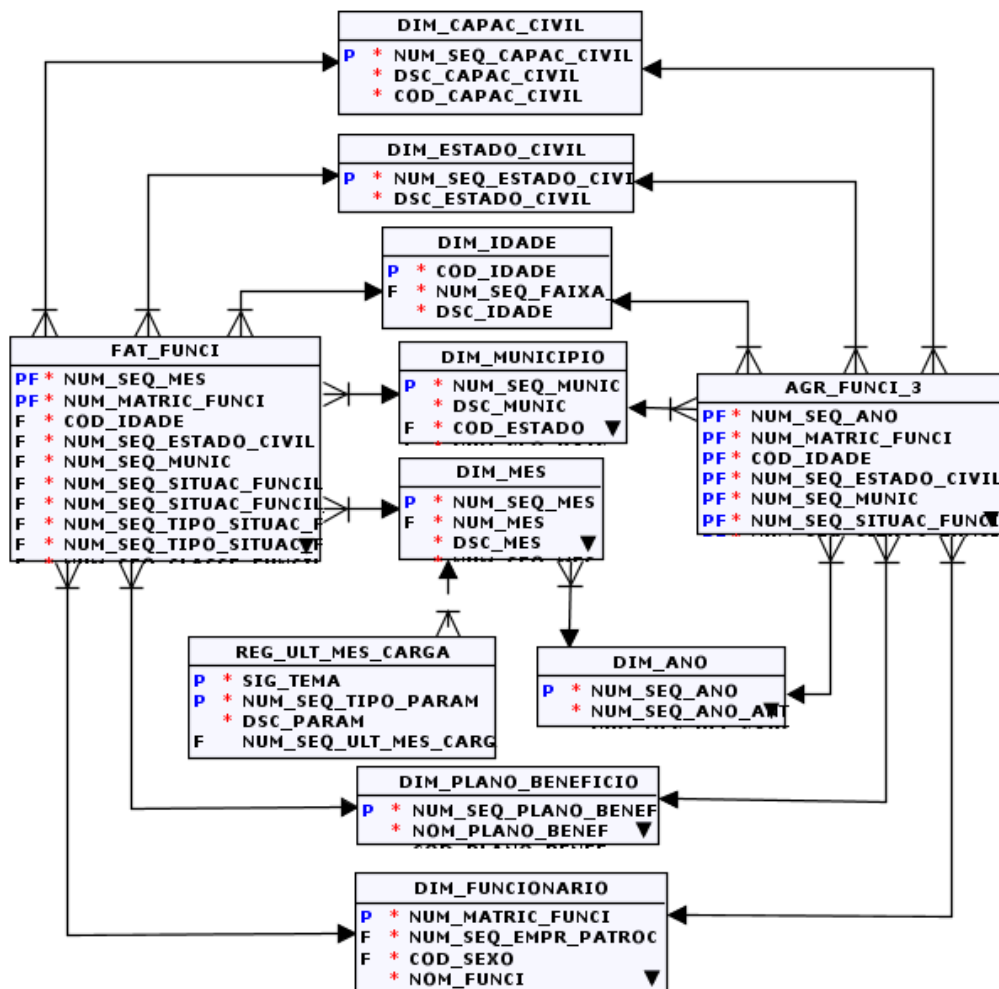 DIM_CAPAC_CIVIL
P * NUM_SEQ_CAPAC_CIVIL
* DSC_CAPAC_CIVIL
* COD_CAPAC_CIVIL
DIM_ESTADO_CIVIL
P * NUM_SEQ_ESTADO_CIVI
* DSC_ESTADO_CIVIL
DIM_IDADE
P * COD_IDADE
F * NUM_SEQ_FAIXA_
* DSC_IDADE
FAT_FUNCI
PF * NUM_SEQ_MES
PF * NUM_MATRIC_FUNCI
F * COD_IDADE
F * NUM_SEQ_ESTADO_CIVIL
F * NUM_SEQ_MUNIC
F * NUM_SEQ_SITUAC_FUNCIL
F * NUM_SEQ_SITUAC_FUNCIL
F * NUM_SEQ_TIPO_SITUAC_F
F * NUM_SEQ_TIPO_SITUAC_F
DIM_MUNICIPIO
P * NUM_SEQ_MUNIC
* DSC_MUNIC
F * COD_ESTADO
AGR_FUNCI_3
PF * NUM_SEQ_ANO
PF * NUM_MATRIC_FUNCI
PF * COD_IDADE
PF * NUM_SEQ_ESTADO_CIVIL
PF * NUM_SEQ_MUNIC
PF * NUM_SEQ_SITUAC_FUNCI
DIM_MES
P * NUM_SEQ_MES
F * NUM_MES
* DSC_MES
REG_ULT_MES_CARGA
P * SIG_TEMA
P * NUM_SEQ_TIPO_PARAM
* DSC_PARAM
F NUM_SEQ_ULT_MES_CARG
DIM_ANO
P * NUM_SEQ_ANO
* NUM_SEQ_ANO_ANT
DIM_PLANO_BENEFICIO
P * NUM_SEQ_PLANO_BENEF
* NOM_PLANO_BENEF
DIM_FUNCIONARIO
P * NUM_MATRIC_FUNCI
F * NUM_SEQ_EMPR_PATROC
F * COD_SEXO
* NOM_FUNCI